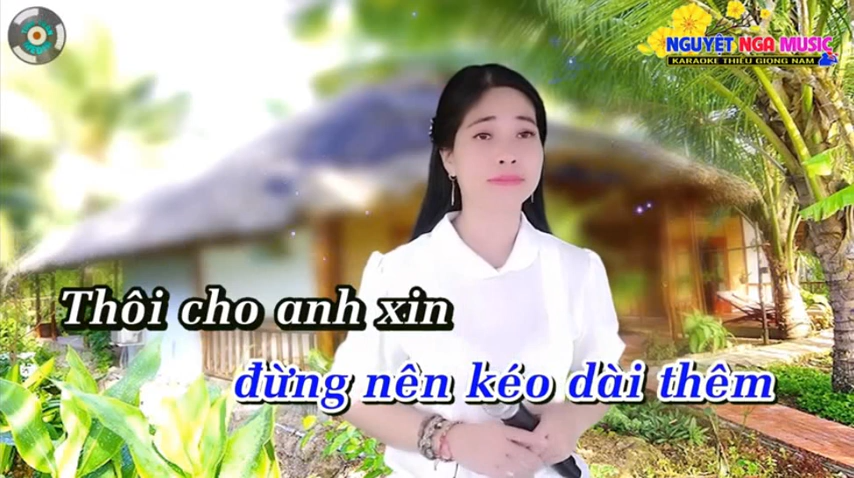 NGUYỆT NGA MUSIC
KARAOKE THIẾU GIỌNG NAM
Thôi cho anh xin
đừng nên kéo dài thêm